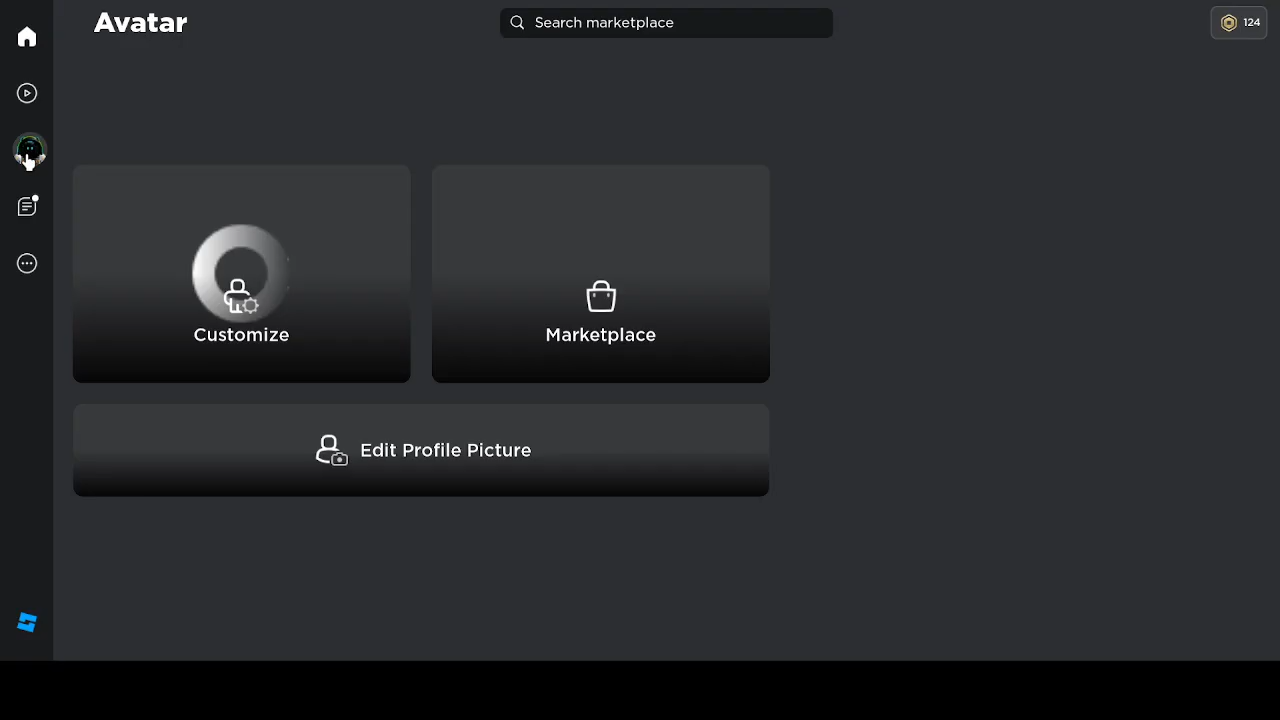 Avatar
Search marketplace
124
Customize
Marketplace
Edit Profile Picture